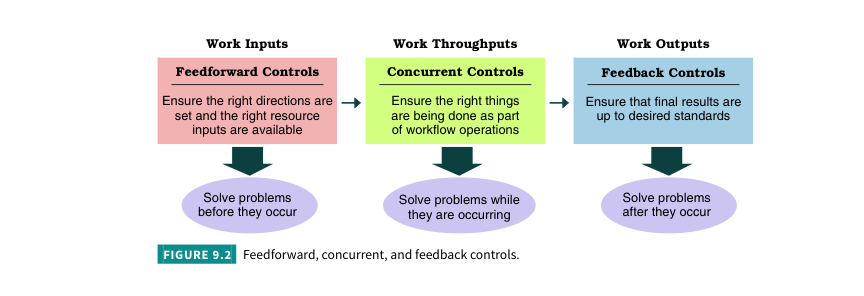 Work Inputs
Work Throughputs
Work Outputs
Feedforward Controls
Ensure the right directions are
set and the right resource
inputs are available
Concurrent Controls
Ensure the right things
are being done as part
of workflow operations
Feedback Controls
Ensure that final results are
up to desired standards
Solve problems
before they occur
Solve problems while
they are occurring
Solve problems
after they occur
FIGURE 9.2 Feedforward, concurrent, and feedback controls.